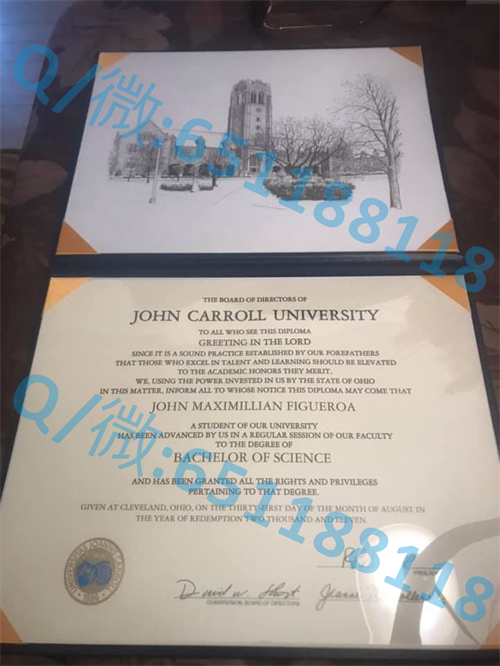 Q/微:651188118
THE BOARD OF DIRECTORS OF
JOHN CARROLL UNIVERSITY
TO ALL WHO SEE THIS DIPLOMA
GREETING IN THE LORD
SINCE IT IS A SOUND PRACTICE ESTABLISHED BY OUR FOREFATHERS
THAT THOSE WHO EXCEL IN TALENT AND LEARNING SHOULD BE ELEVATED
TO THE ACADEMIC HONORS THEY MERIT,
WE, USING THE POWER INVESTED IN US BY THE STATE OF OHIO
IN THIS MATTER, INFORM ALL TO WHOSE NOTICE THIS DIPLOMA MAY COME THAT
JOHN MAXIMILLIAN FIGUEROA
A STUDENT OF OUR UNIVERSITY
HAS BEEN ADVANCED BY US IN A REGULAR SESSION OF OUR FACULTY
TO THE DEGREE OF
BACHELOR OF SCIENCE
AND HAS BEEN GRANTED ALL THE RIGHTS AND PRIVILEGES
PERTAINING TO THAT DEGREE.
GIVEN AT CLEVELAND, OHIO, ON THE THIRTY-FIRST DAY OF THE MONTH OF AUGUST IN
THE YEAR OF REDEMPTION TWO THOUSAND AND ELEVEN.
Q/微:651188118
CHAIRPERSON, BOARD OF DIRECTORS